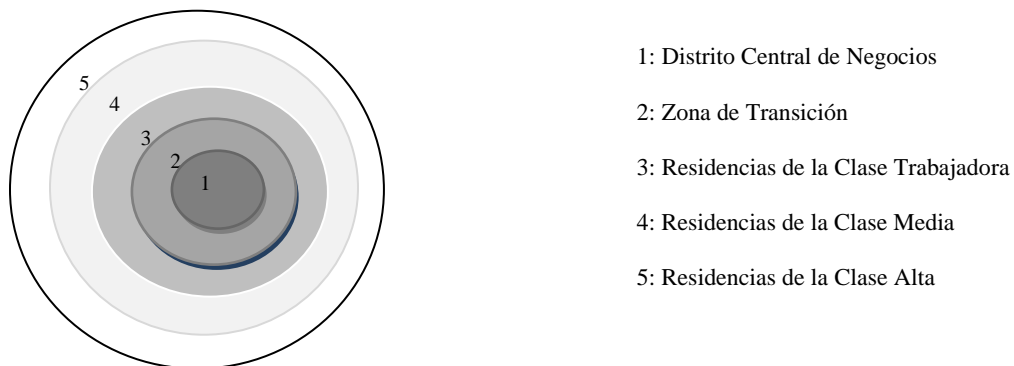 5
4
3
2
1
1: Distrito Central de Negocios
2: Zona de Transición
3: Residencias de la Clase Trabajadora
4: Residencias de la Clase Media
5: Residencias de la Clase Alta